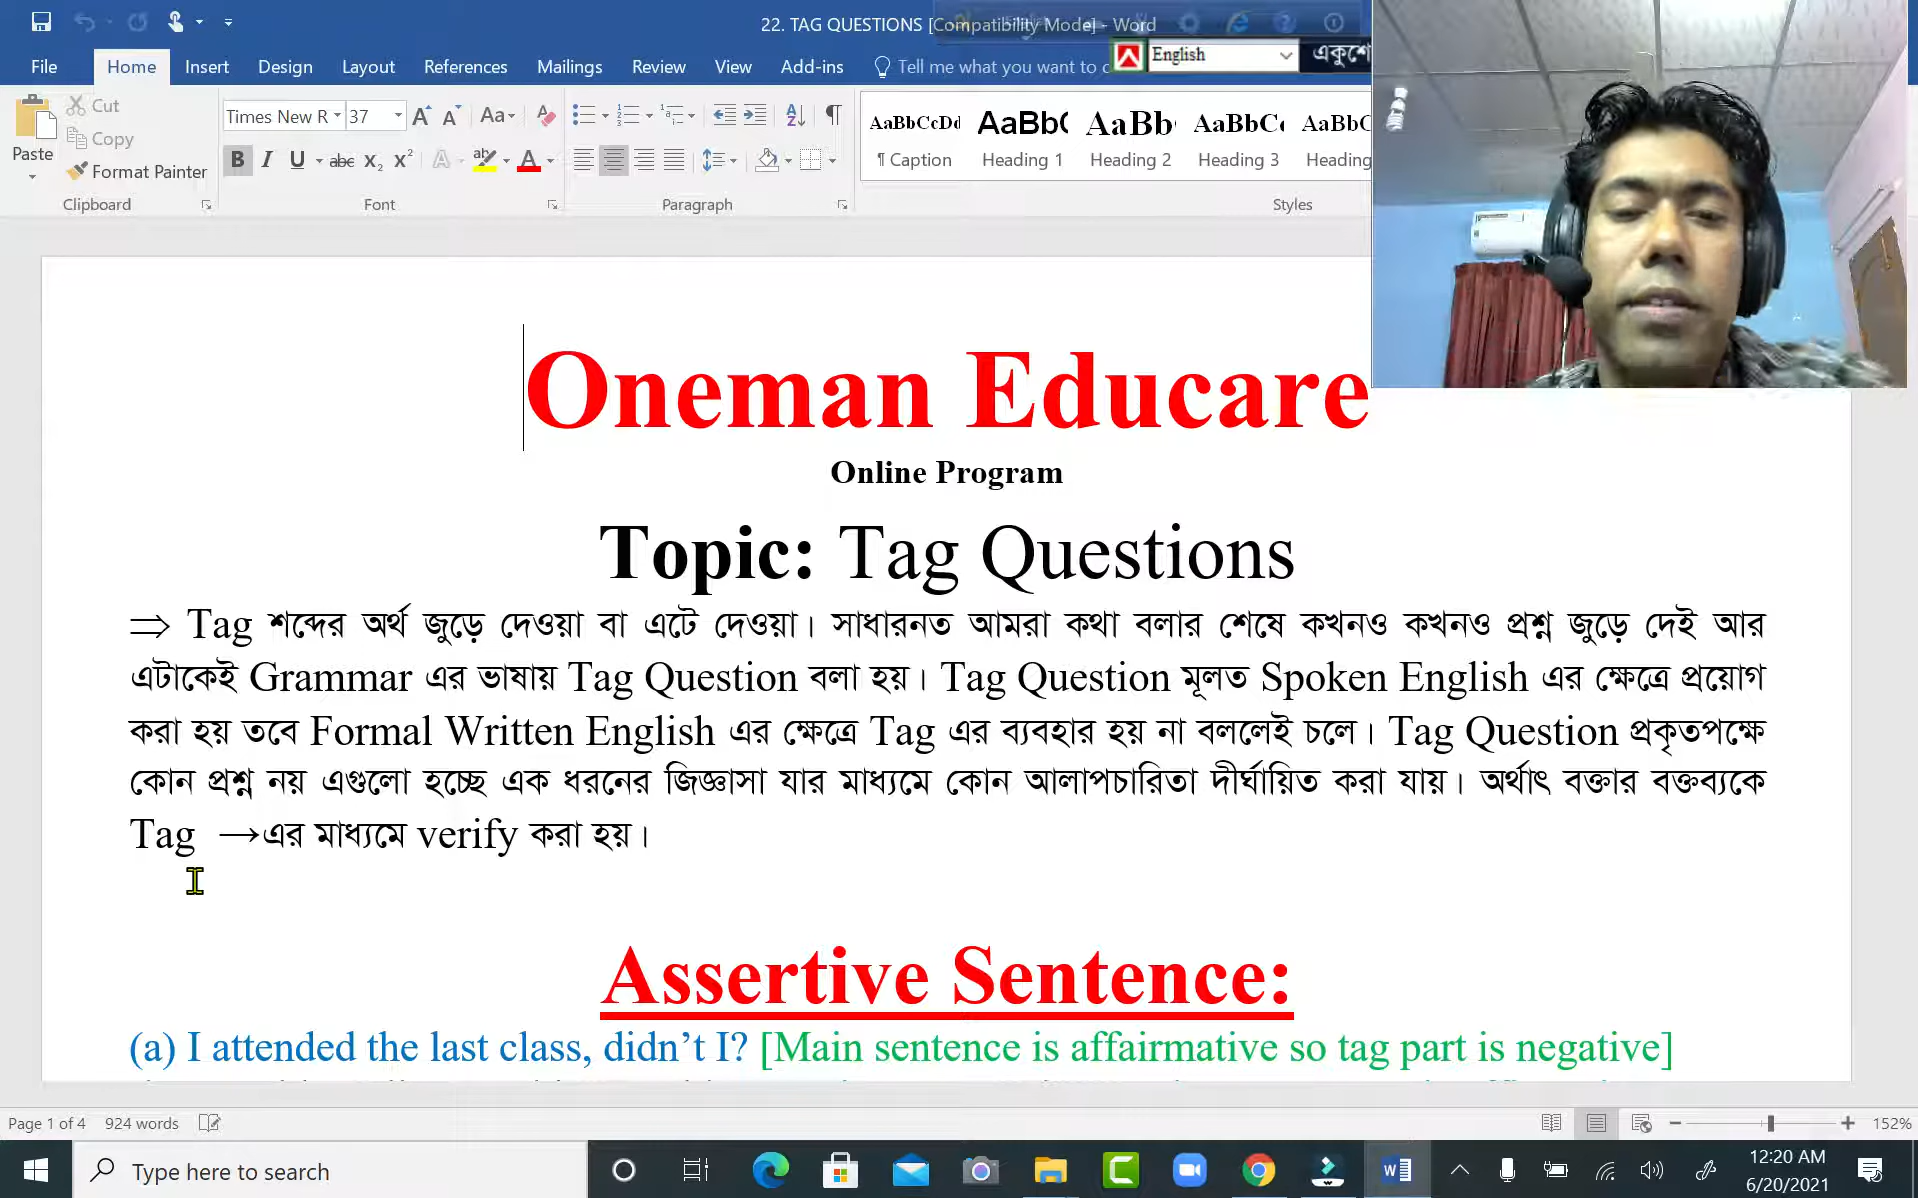 22. TAG QUESTIONS [Compatibility Mode] - Word
English
একুশে
File Home Insert Design Layout References Mailings Review View Add-ins Tell me what you want to
Paste
Cut
Copy
Format Painter
Clipboard
Times New R 37
Font
Paragraph
AaBbCcDd AaBb( AaBb AaBbC AaBbC
¶ Caption Heading 1 Heading 2 Heading 3 Heading
Styles
Oneman Educare
Online Program
Topic: Tag Questions
⇒ Tag শব্দের অর্থ জুড়ে দেওয়া বা এটে দেওয়া। সাধারনত আমরা কথা বলার শেষে কখনও কখনও প্রশ্ন জুড়ে দেই আর
এটাকেই Grammar এর ভাষায় Tag Question বলা হয়। Tag Question মূলত Spoken English এর ক্ষেত্রে প্রয়োগ
করা হয় তবে Formal Written English এর ক্ষেত্রে Tag এর ব্যবহার হয় না বললেই চলে। Tag Question প্রকৃতপক্ষে
কোন প্রশ্ন নয় এগুলো হচ্ছে এক ধরনের জিজ্ঞাসা যার মাধ্যমে কোন আলাপচারিতা দীর্ঘায়িত করা যায়। অর্থাৎ বক্তার বক্তব্যকে
Tag →এর মাধ্যমে verify করা হয়।
Assertive Sentence:
(a) I attended the last class, didn't I? [Main sentence is affairmative so tag part is negative]
Page 1 of 4 924 words
152%
Type here to search
12:20 AM
6/20/2021